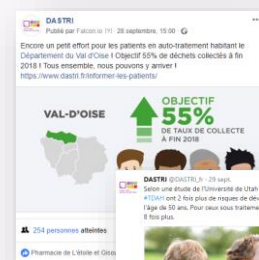 DASTRI
Publié par Falcon.io [?] · 28 septembre, 15:00
Encore un petit effort pour les patients en auto-traitement habitant le
Département du Val d'Oise ! Objectif 55% de déchets collectés à fin
2018 ! Tous ensemble, nous pouvons y arriver !
https://www.dastri.fr/informer-les-patients/
VAL-D'OISE
OBJECTIF
55%
DE TAUX DE COLLECTE
À FIN 2018
DASTRI @DASTRI_fr · 29 sept.
Selon une étude de l'Université de Utah
#TDAH ont 2 fois plus de risques de dév
l'âge de 50 ans. Pour ceux sous traiteme
8 fois plus.
254 personnes atteintes
Pharmacie de L'étoile et Girou